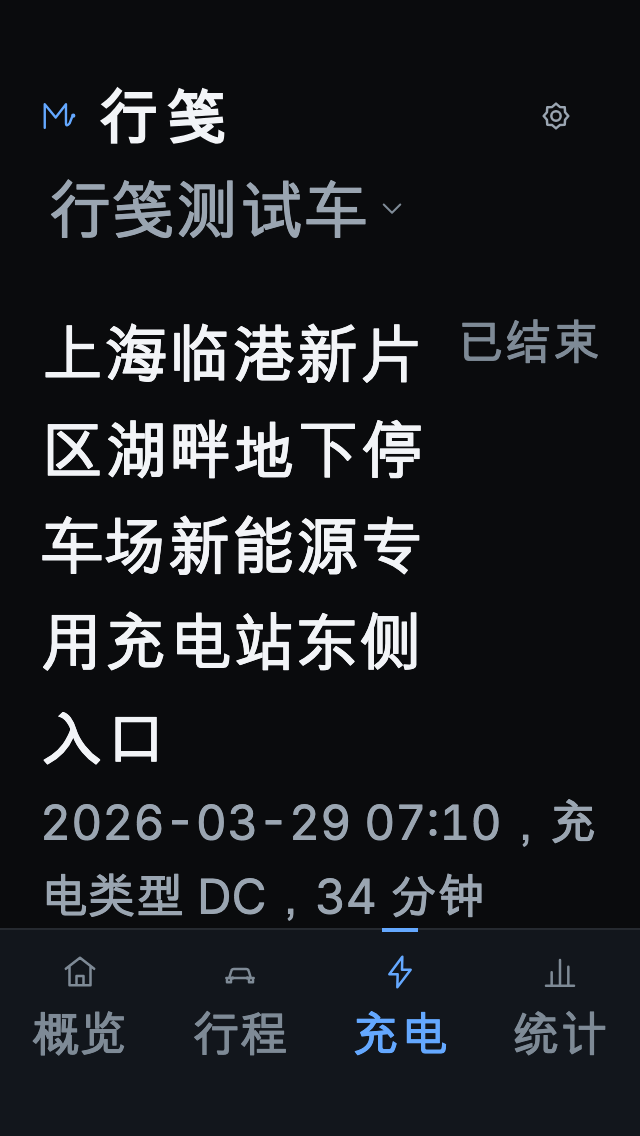 行笺
行笺测试车
上海临港新片 已结束
区湖畔地下停
车场新能源专
用充电站东侧
入口
2026-03-29 07:10，充
电类型 DC，34 分钟
概览 行程 充电 统计